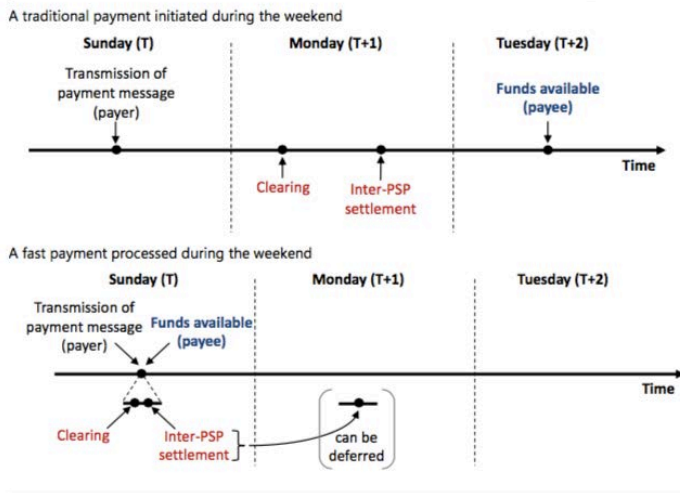 A traditional payment initiated during the weekend
Sunday (T)
Monday (T+1)
Tuesday (T+2)
Transmission of
payment message
(payer)
Funds available
(payee)
Time
Clearing
Inter-PSP
settlement
A fast payment processed during the weekend
Sunday (T)
Monday (T+1)
Tuesday (T+2)
Transmission of
payment message
(payer)
Funds available
(payee)
Time
Clearing
Inter-PSP
settlement
can be
deferred